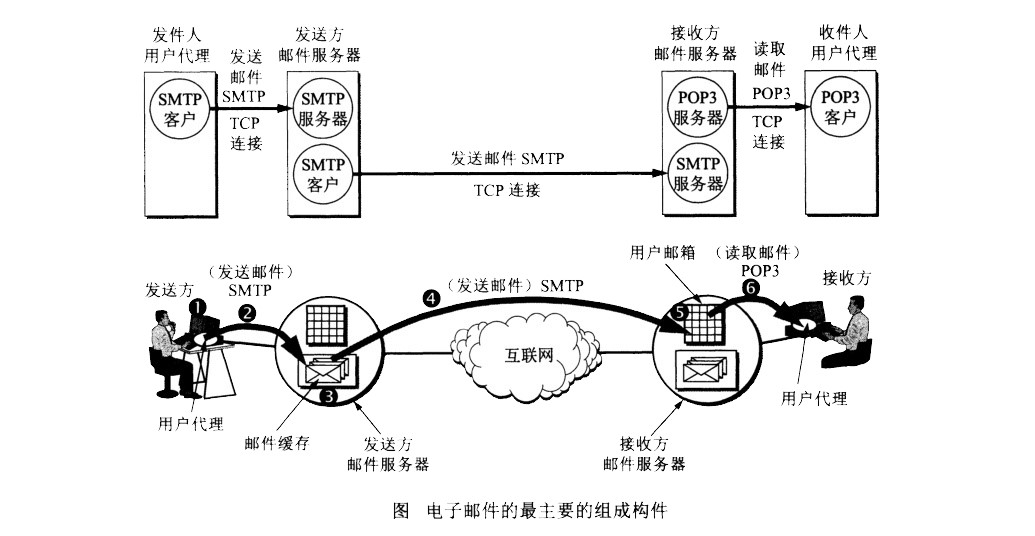 发件人
用户代理
发送
邮件
SMTP
TCP
连接
SMTP
客户
发送方
邮件服务器
SMTP
服务器
SMTP
客户
发送邮件 SMTP
TCP 连接
接收方
邮件服务器
POP3
服务器
SMTP
服务器
读取
邮件
POP3
TCP
连接
收件人
用户代理
POP3
客户
发送方
(发送邮件)
SMTP
1
2
3
用户代理
邮件缓存
发送方
邮件服务器
4
(发送邮件) SMTP
互联网
用户邮箱
5
(读取邮件)
POP3
6
接收方
用户代理
接收方
邮件服务器
图 电子邮件的最主要的组成构件